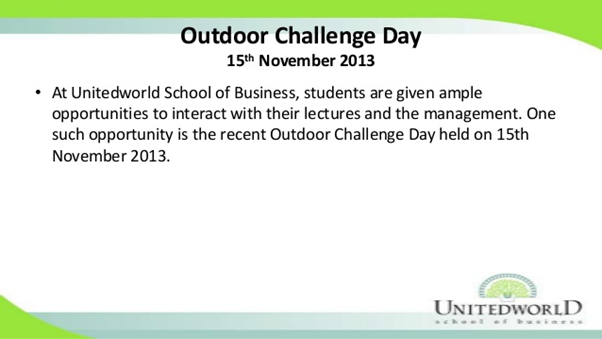 Outdoor Challenge Day
15th November 2013
• At Unitedworld School of Business, students are given ample
opportunities to interact with their lectures and the management. One
such opportunity is the recent Outdoor Challenge Day held on 15th
November 2013.
UNITEDWORLD
school of business